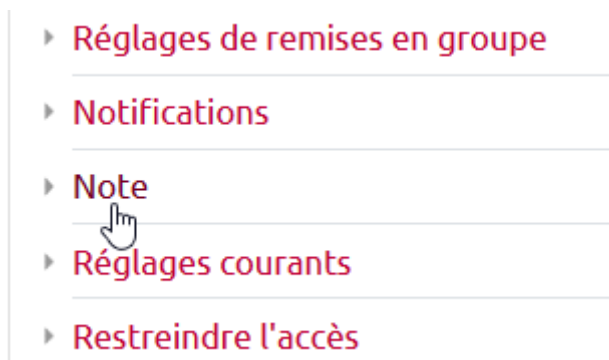 Réglages de remises en groupe
Notifications
Note
Réglages courants
Restreindre l'accès